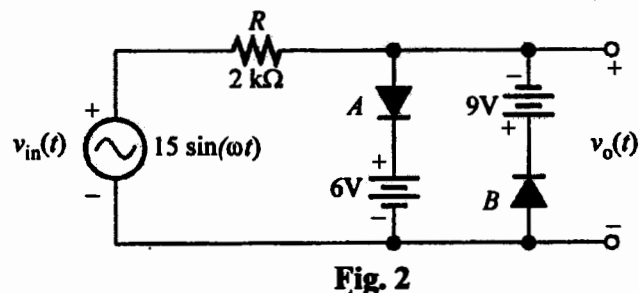 R
2 kΩ
+
−
+
A
9V
+
+
v_in(t)
15 sin(ωt)
v_o(t)
−
6V
−
B
−
Fig. 2